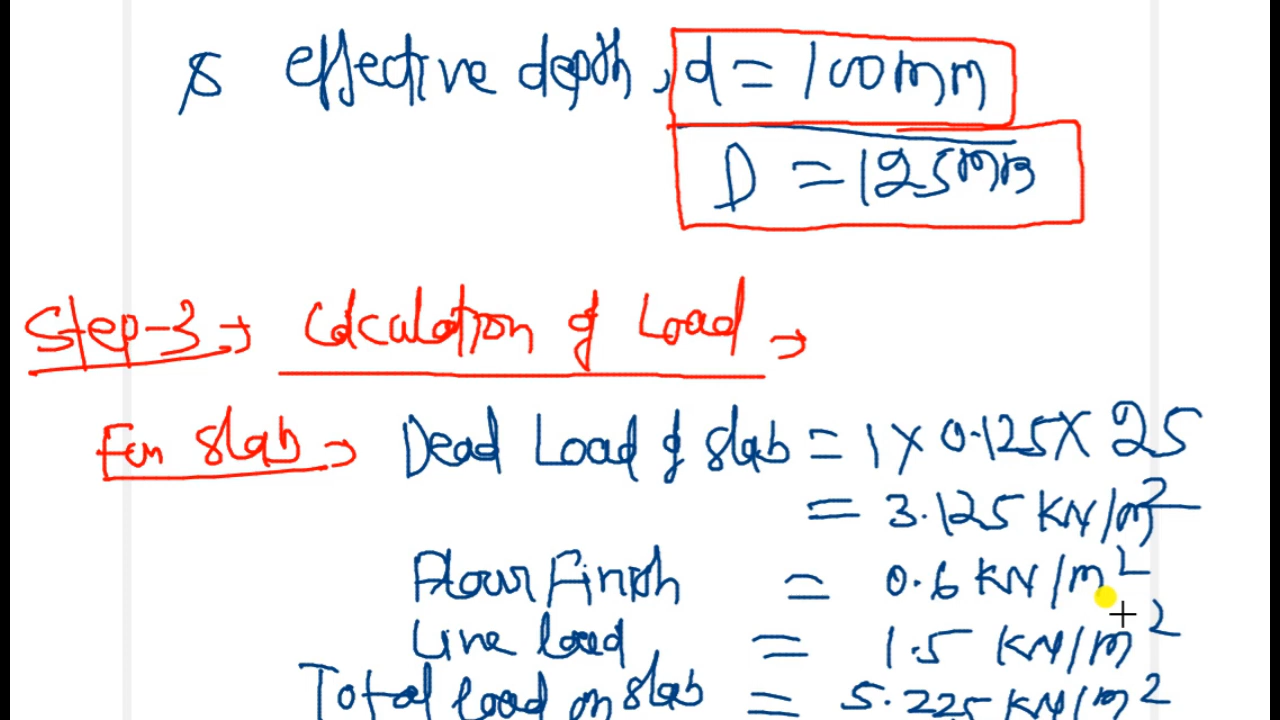 & effective depth, d = 100mm
D = 125mm
Step-3 → Calculation of Load →
For slab → Dead Load of slab = 1 × 0.125 × 25
= 3.125 KN/m²
Floor Finish = 0.6 KN/m²
Live load = 1.5 KN/m²
Total load on slab = 5.225 KN/m²